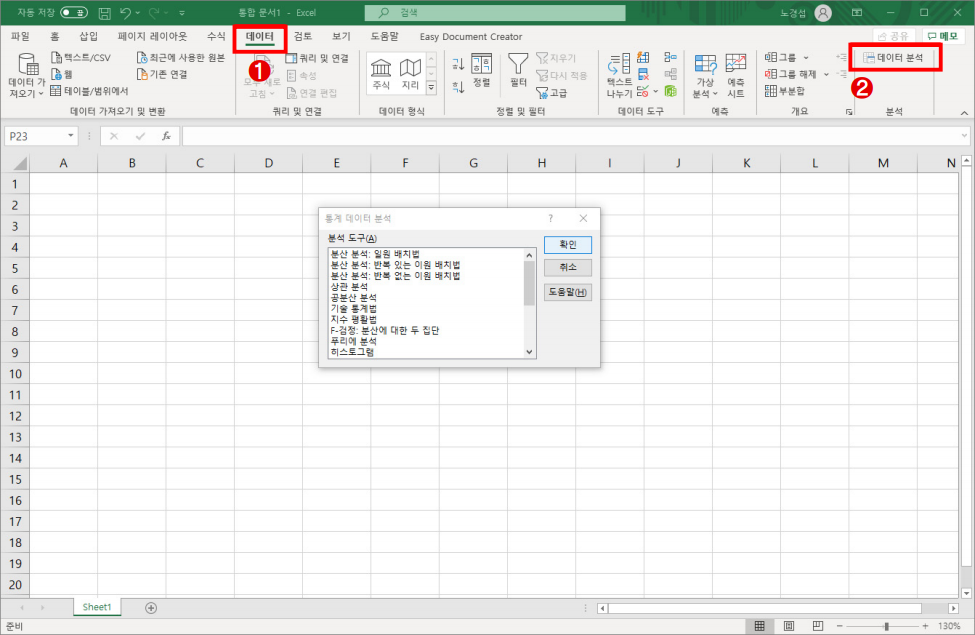 자동 저장
통합 문서1 - Excel
검색
노경섭
파일 홈 삽입 페이지 레이아웃 수식 데이터 검토 보기 도움말 Easy Document Creator
공유 메모
데이터 가
져오기
텍스트/CSV
웹
테이블/범위에서
최근에 사용한 원본
기존 연결
데이터 가져오기 및 변환
1
모두 새로
고침
쿼리 및 연결
속성
연결 편집
쿼리 및 연결
주식 지리
데이터 형식
정렬
필터
지우기
다시 적용
고급
정렬 및 필터
텍스트
나누기
데이터 도구
가상
분석
예측
시트
예측
그룹
그룹 해제
부분합
개요
데이터 분석
2
분석
P23
fx
A B C D E F G H I J K L M N
1
2
3
4
5
6
7
8
9
10
11
12
13
14
15
16
17
18
19
20
통계 데이터 분석 ?
분석 도구(A)
분산 분석: 일원 배치법
분산 분석: 반복 있는 이원 배치법
분산 분석: 반복 없는 이원 배치법
상관 분석
공분산 분석
기술 통계법
지수 평활법
F-검정: 분산에 대한 두 집단
푸리에 분석
히스토그램
확인
취소
도움말(H)
Sheet1
준비
130%